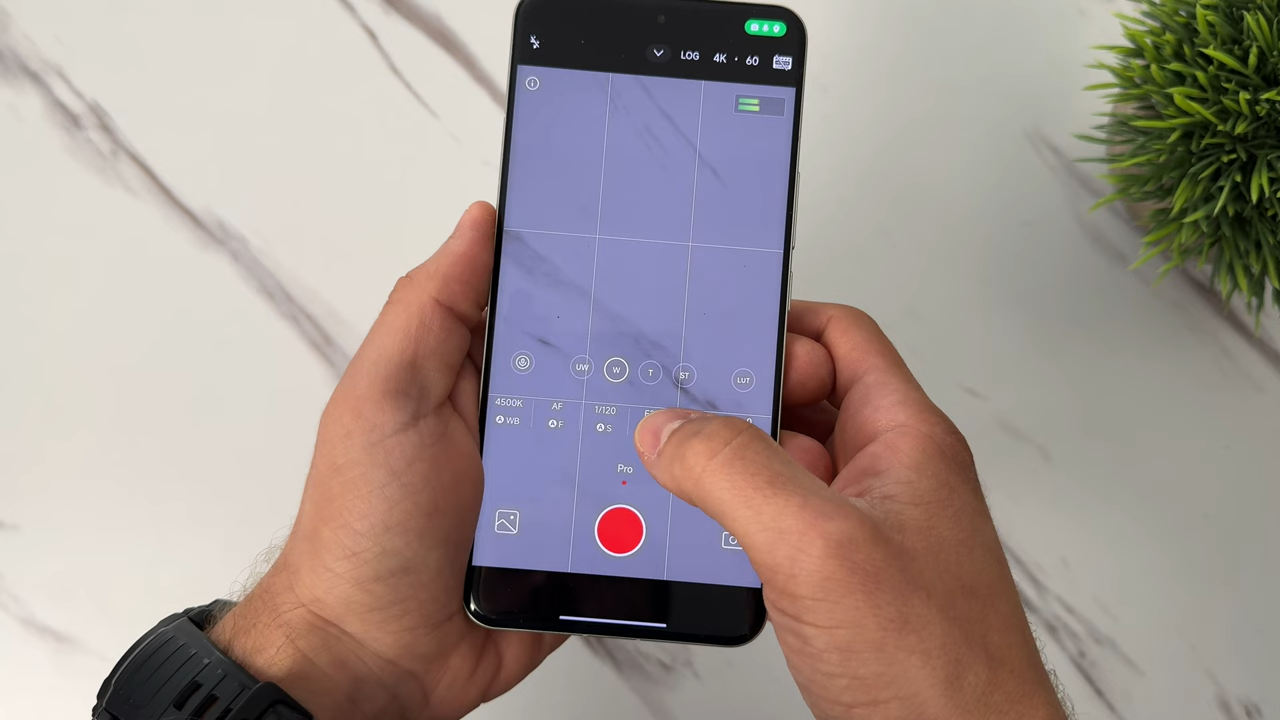 LOG 4K · 60
UW W T ST LUT
4500K AF 1/120
A WB A F A S
Pro